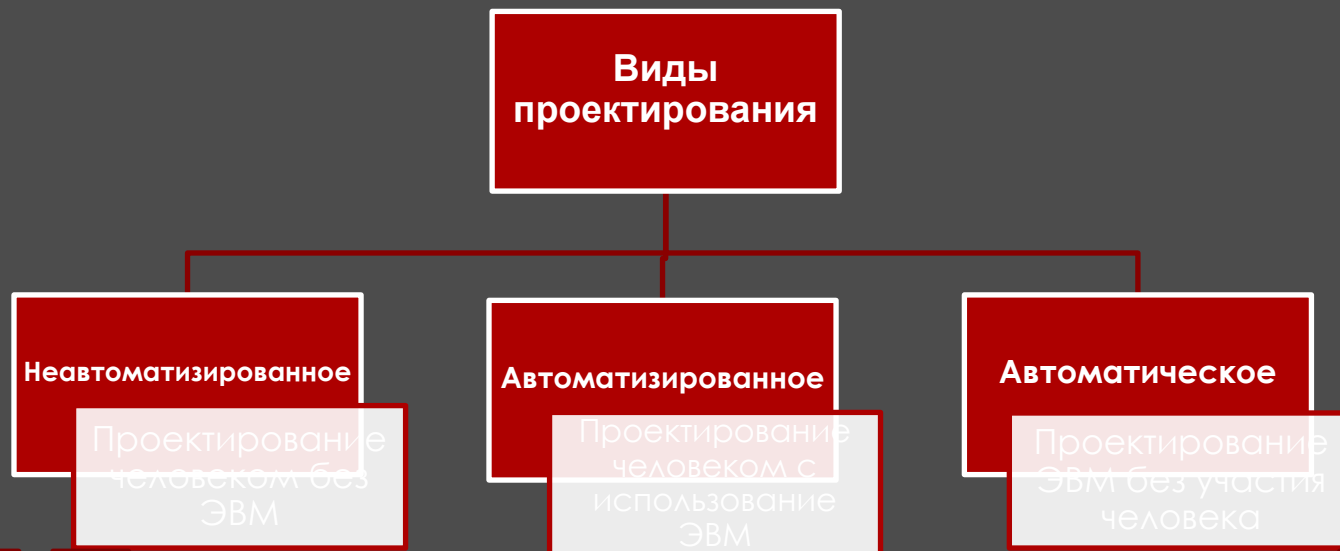 Виды
проектирования
Неавтоматизированное
Проектирование
человеком без
ЭВМ
Автоматизированное
Проектирование
человеком с
использование
ЭВМ
Автоматическое
Проектирование
ЭВМ без участия
человека